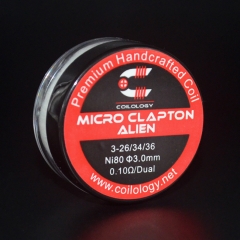 Premium Handcrafted Coil
COILOLOGY
MICRO CLAPTON
ALIEN
3-26/34/36
Ni80 Φ3.0mm
0.10Ω/Dual
www.coilology.net